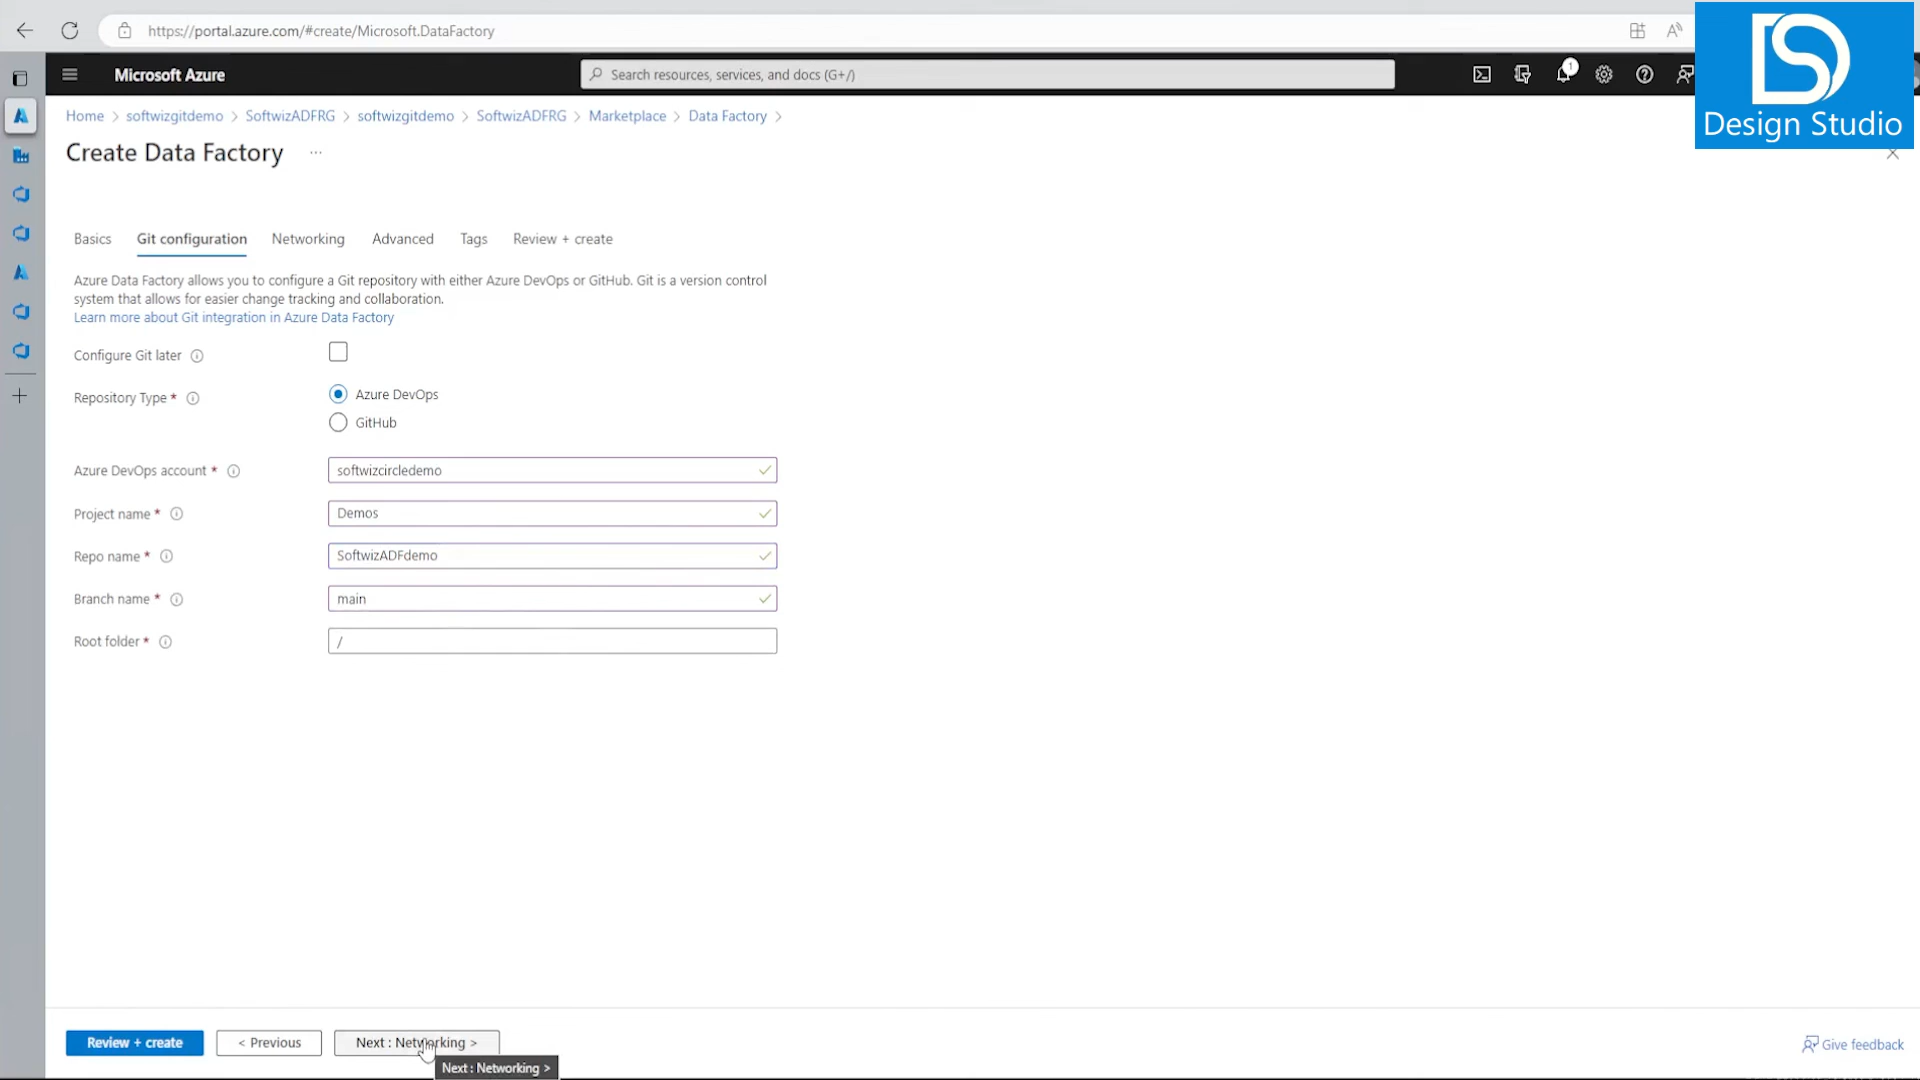 https://portal.azure.com/#create/Microsoft.DataFactory
Microsoft Azure
Search resources, services, and docs (G+/)
1
Design Studio
Home > softwizgitdemo > SoftwizADFRG > softwizgitdemo > SoftwizADFRG > Marketplace > Data Factory >
Create Data Factory ...
Basics Git configuration Networking Advanced Tags Review + create
Azure Data Factory allows you to configure a Git repository with either Azure DevOps or GitHub. Git is a version control
system that allows for easier change tracking and collaboration.
Learn more about Git integration in Azure Data Factory
Configure Git later
Repository Type *
Azure DevOps
GitHub
Azure DevOps account *
softwizcircledemo
Project name *
Demos
Repo name *
SoftwizADFdemo
Branch name *
main
Root folder *
/
Review + create
< Previous
Next : Networking >
Next : Networking >
Give feedback